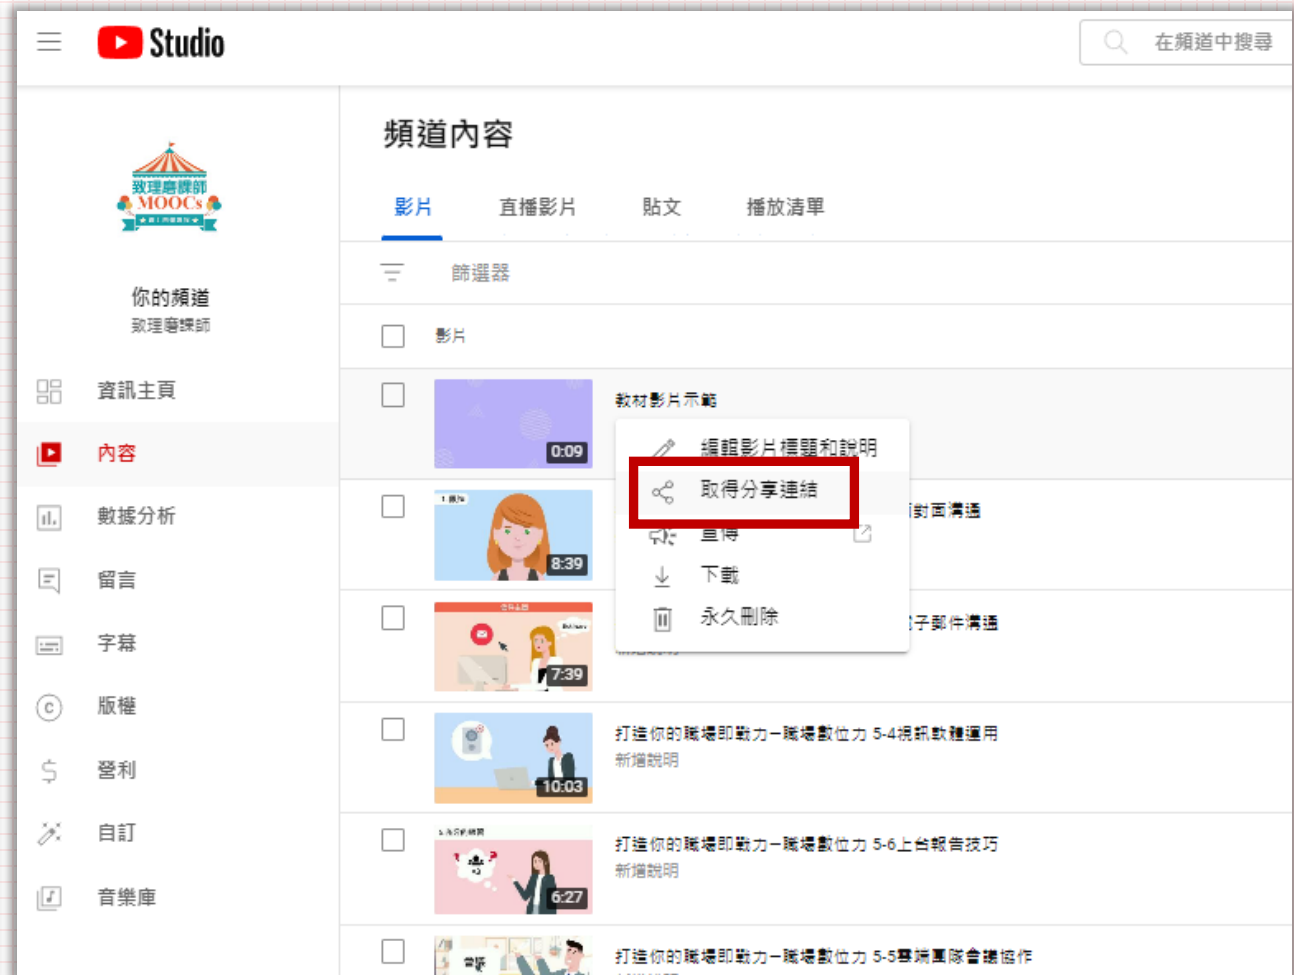 Studio
在頻道中搜尋
致理磨課師
MOOCs
你的頻道
致理磨課師
資訊主頁
內容
數據分析
留言
字幕
版權
營利
自訂
音樂庫
頻道內容
影片
直播影片
貼文
播放清單
篩選器
影片
0:09
教材影片示範
編輯影片標題和說明
取得分享連結
宣傳
下載
永久刪除
8:39
對面溝通
7:39
子郵件溝通
10:03
打造你的職場即戰力—職場數位力 5-4視訊軟體運用
新增說明
6:27
打造你的職場即戰力—職場數位力 5-6上台報告技巧
新增說明
打造你的職場即戰力—職場數位力 5-5雲端團隊會議協作